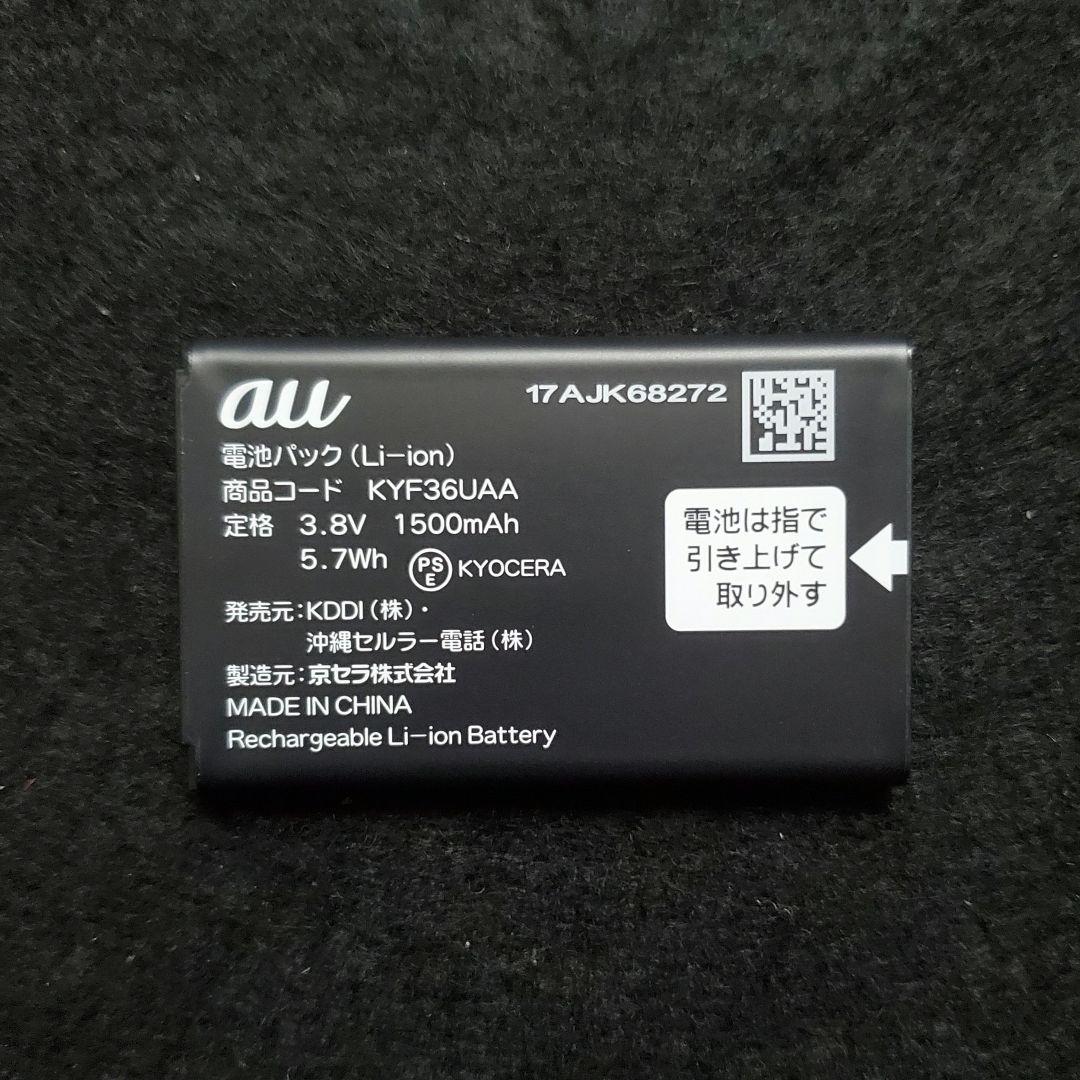 au
17AJK68272
電池パック(Li-ion)
商品コード KYF36UAA
定格 3.8V 1500mAh
5.7Wh PSE KYOCERA
発売元:KDDI(株)・
沖縄セルラー電話(株)
製造元:京セラ株式会社
MADE IN CHINA
Rechargeable Li-ion Battery
電池は指で
引き上げて
取り外す